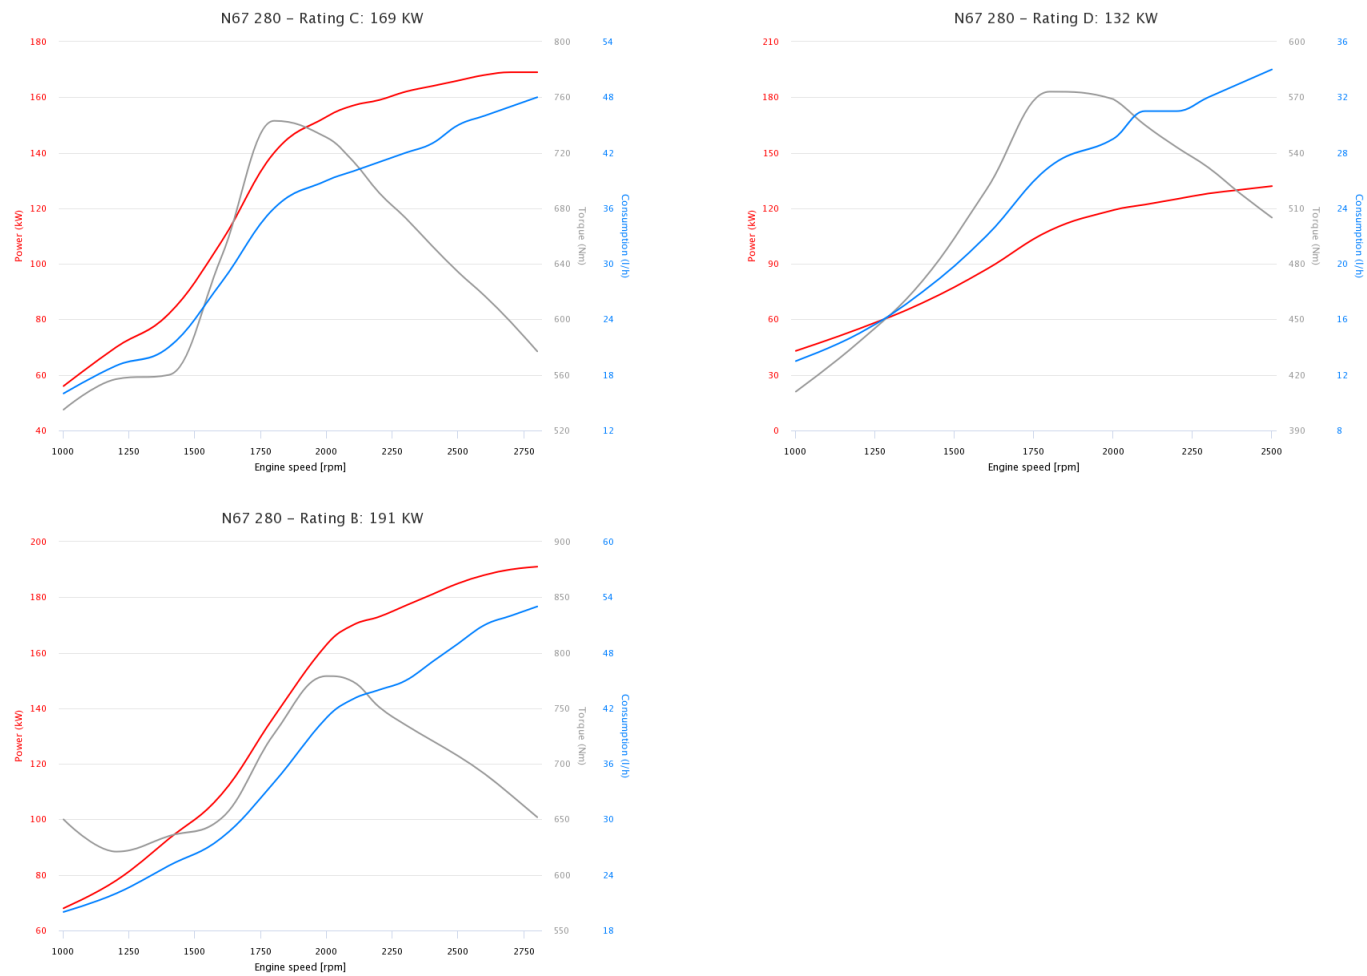 N67 280 – Rating C: 169 KW
180 800 54
160 760 48
140 720 42
120 680 36
100 640 30
80 600 24
60 560 18
40 520 12
Power (kW)
Torque (Nm)
Consumption (l/h)
1000 1250 1500 1750 2000 2250 2500 2750
Engine speed [rpm]
N67 280 – Rating D: 132 KW
210 600 36
180 570 32
150 540 28
120 510 24
90 480 20
60 450 16
30 420 12
0 390 8
Power (kW)
Torque (Nm)
Consumption (l/h)
1000 1250 1500 1750 2000 2250 2500
Engine speed [rpm]
N67 280 – Rating B: 191 KW
200 900 60
180 850 54
160 800 48
140 750 42
120 700 36
100 650 30
80 600 24
60 550 18
Power (kW)
Torque (Nm)
Consumption (l/h)
1000 1250 1500 1750 2000 2250 2500 2750
Engine speed [rpm]